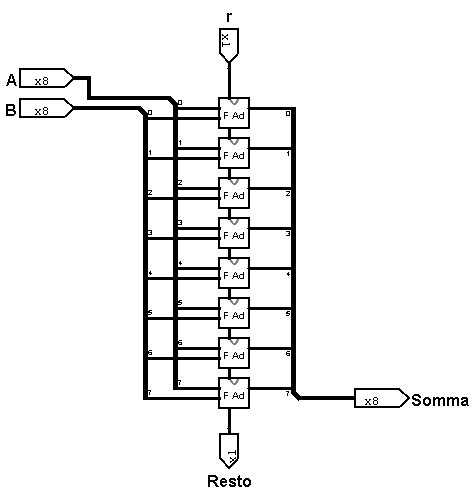 r
x1
A x8
B x8
0 0 F Ad 0
1 1 F Ad 1
2 2 F Ad 2
3 3 F Ad 3
4 4 F Ad 4
5 5 F Ad 5
6 6 F Ad 6
7 7 F Ad 7
x8 Somma
x1
Resto